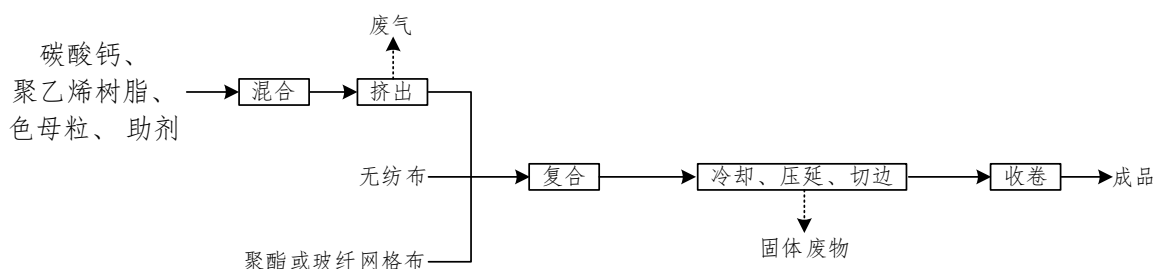 废气
碳酸钙、
聚乙烯树脂、
色母粒、 助剂
混合
挤出
无纺布
复合
冷却、压延、切边
收卷
成品
固体废物
聚酯或玻纤网格布